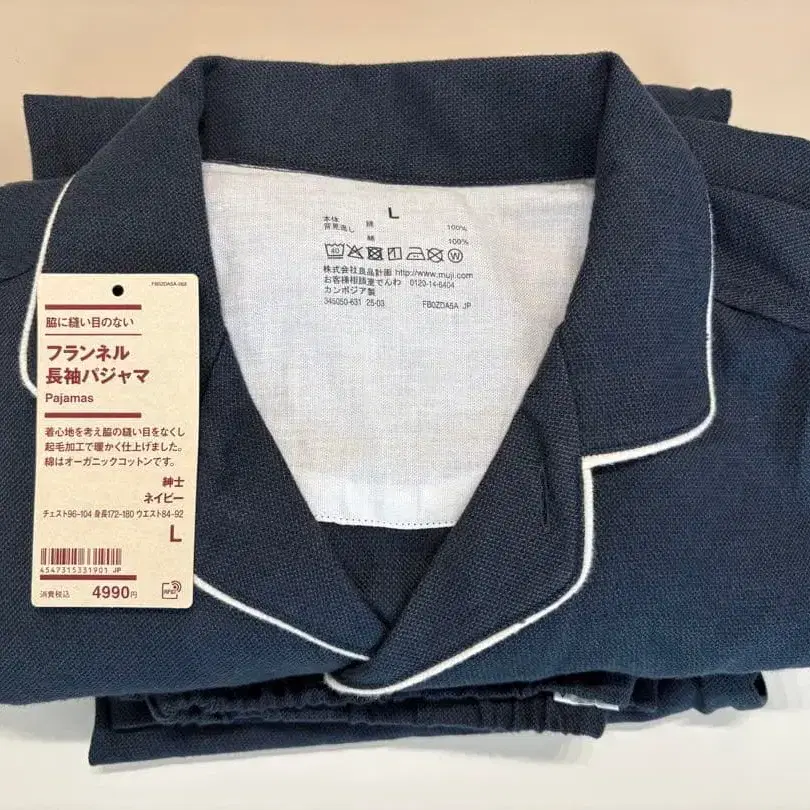 L
本体 綿 100%
背見返し 綿 100%
40
W
株式会社良品計画 http://www.muji.com
お客様相談室でんわ 0120-14-6404
カンボジア製
345050-631 25-03 FB0ZDA5A JP
FB0ZDA5A-068
脇に縫い目のない
フランネル
長袖パジャマ
Pajamas
着心地を考え脇の縫い目をなくし
起毛加工で暖かく仕上げました。
綿はオーガニックコットンです。
紳士
ネイビー
チェスト96-104 身長172-180 ウエスト84-92
L
4547315331901 JP
消費税込 4990円
RFID